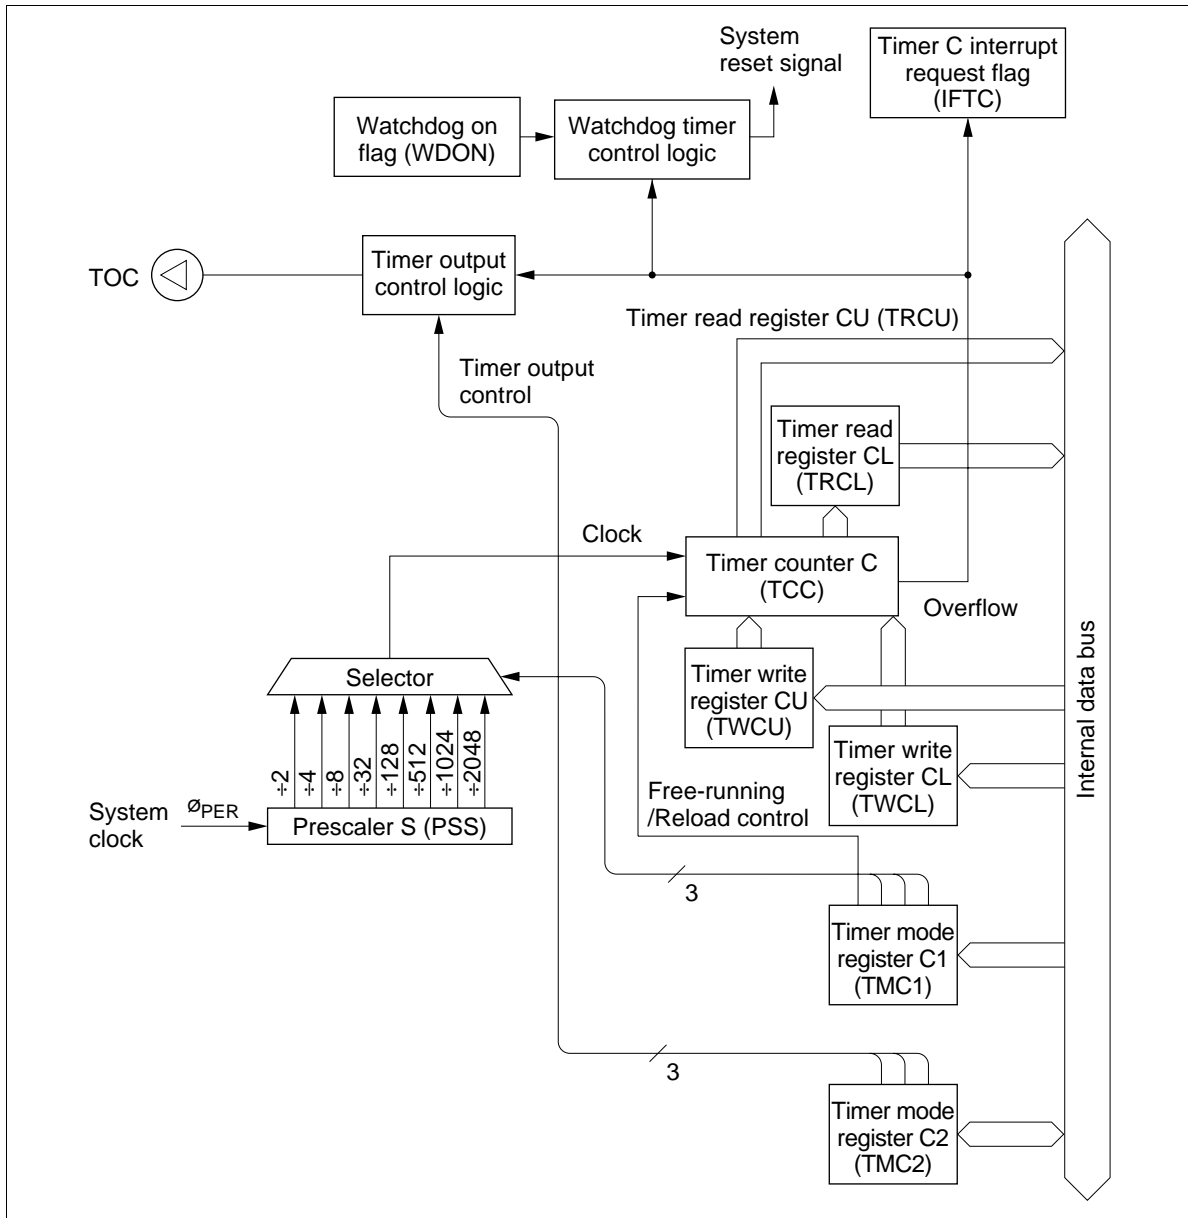 System
reset signal
Timer C interrupt
request flag
(IFTC)
Watchdog on
flag (WDON)
Watchdog timer
control logic
TOC
Timer output
control logic
Timer read register CU (TRCU)
Timer output
control
Timer read
register CL
(TRCL)
Clock
Timer counter C
(TCC)
Overflow
Selector
Timer write
register CU
(TWCU)
Timer write
register CL
(TWCL)
Internal data bus
÷2
÷4
÷8
÷32
÷128
÷512
÷1024
÷2048
System
clock
øPER
Prescaler S (PSS)
Free-running
/Reload control
3
Timer mode
register C1
(TMC1)
3
Timer mode
register C2
(TMC2)